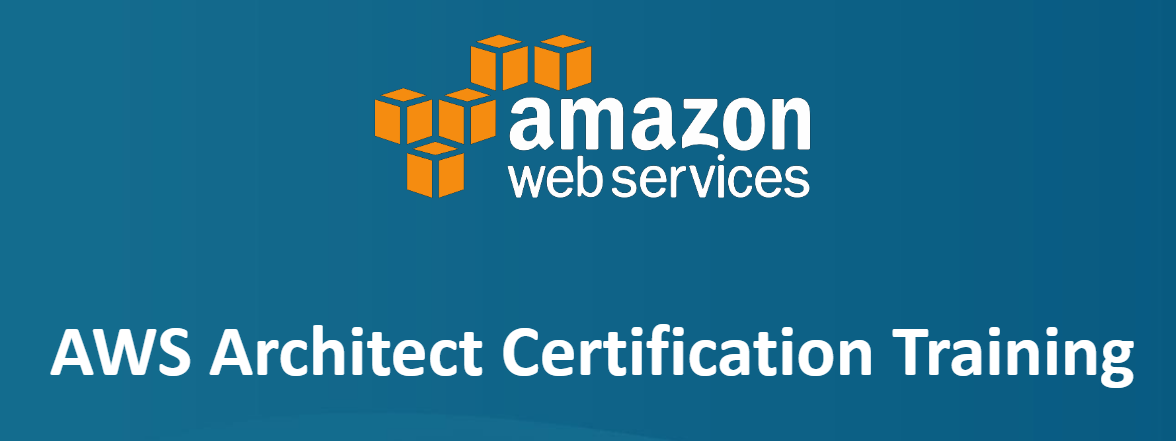 amazon
web services
AWS Architect Certification Training